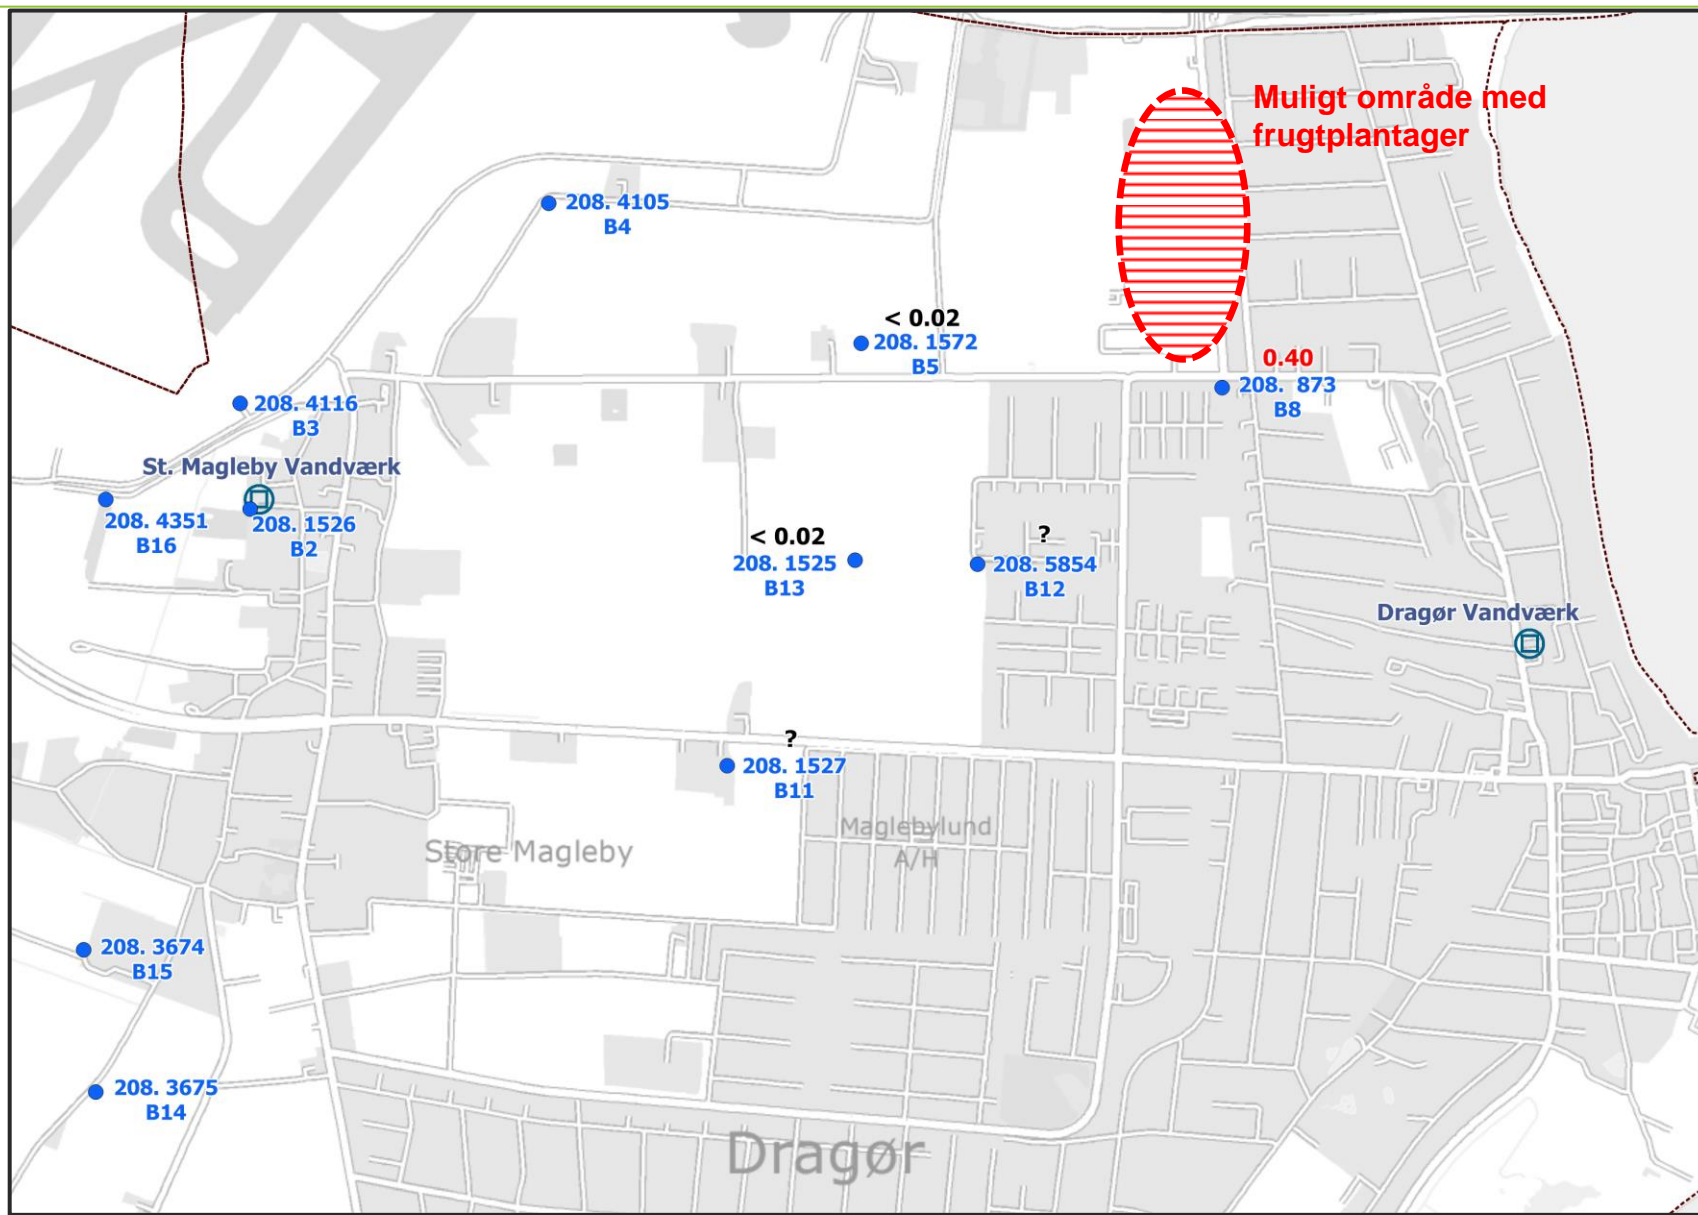 Muligt område med
frugtplantager
208. 4105
B4
< 0.02
208. 1572
B5
0.40
208. 873
B8
208. 4116
B3
St. Magleby Vandværk
208. 4351
B16
208. 1526
B2
< 0.02
208. 1525
B13
?
208. 5854
B12
Dragør Vandværk
?
208. 1527
B11
Maglebylund
A/H
Store Magleby
208. 3674
B15
208. 3675
B14
Dragør